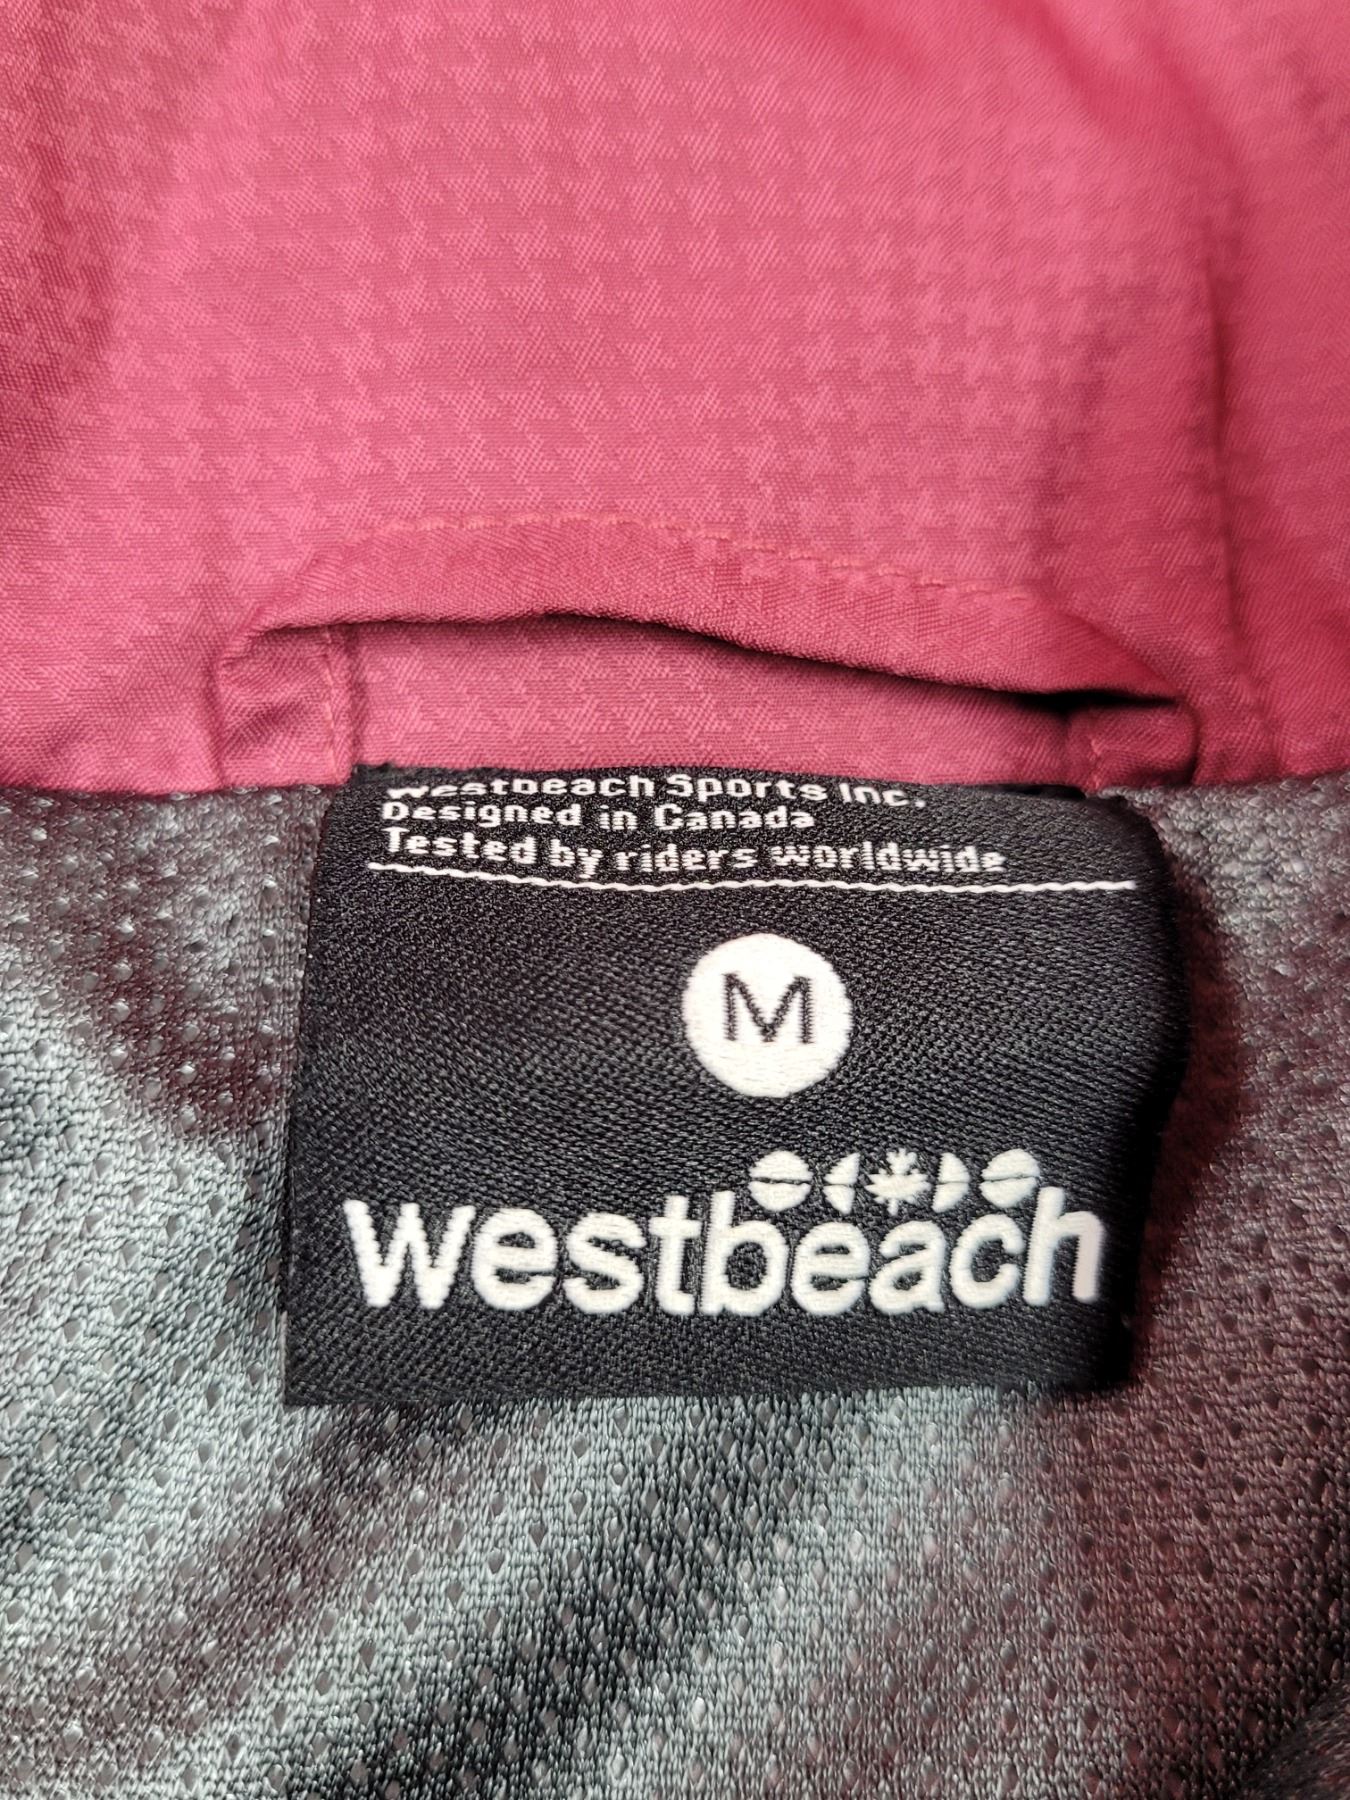 Westbeach Sports Inc.
Designed in Canada
Tested by riders worldwide
M
westbeach